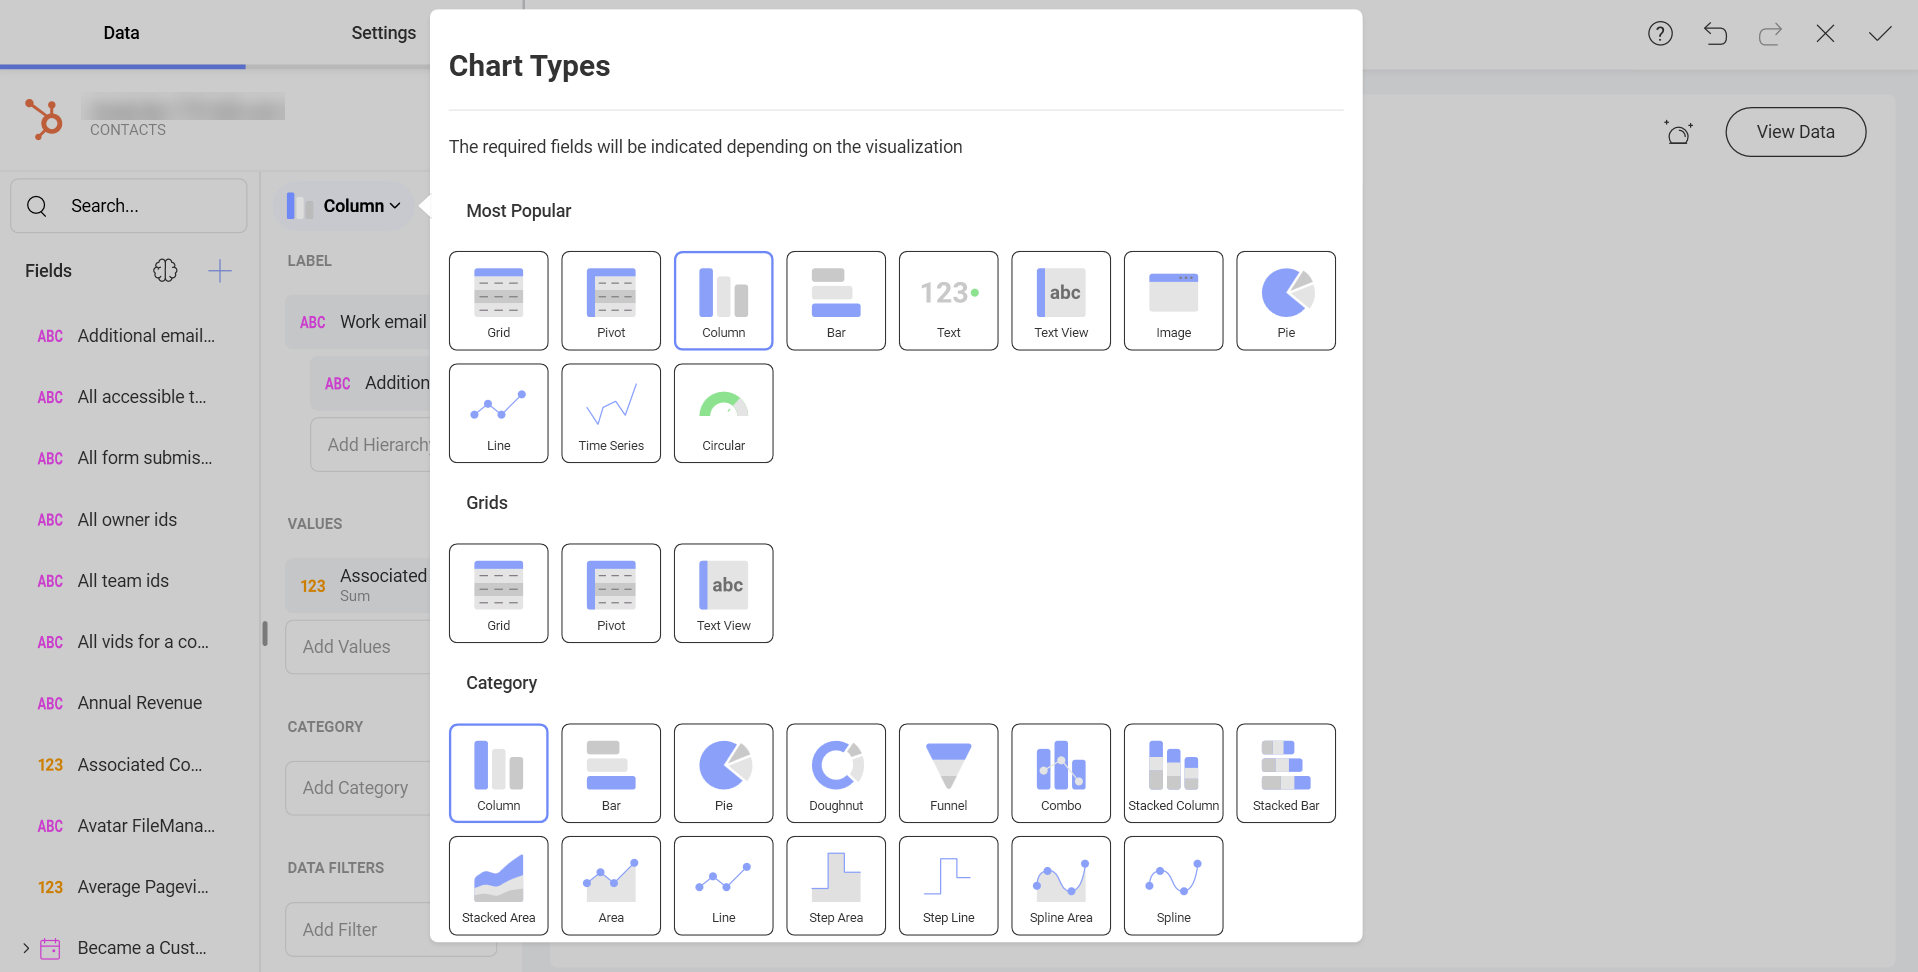 Data
Settings
CONTACTS
Search...
Fields
ABC Additional email...
ABC All accessible t...
ABC All form submis...
ABC All owner ids
ABC All team ids
ABC All vids for a co...
ABC Annual Revenue
123 Associated Co...
ABC Avatar FileMana...
123 Average Pagevi...
Became a Cust...
Column
LABEL
ABC Work email
ABC Addition
Add Hierarch
VALUES
123 Associated
Sum
Add Values
CATEGORY
Add Category
DATA FILTERS
Add Filter
Chart Types
The required fields will be indicated depending on the visualization
Most Popular
Grid
Pivot
Column
Bar
123
Text
abc
Text View
Image
Pie
Line
Time Series
Circular
Grids
Grid
Pivot
abc
Text View
Category
Column
Bar
Pie
Doughnut
Funnel
Combo
Stacked Column
Stacked Bar
Stacked Area
Area
Line
Step Area
Step Line
Spline Area
Spline
?
View Data